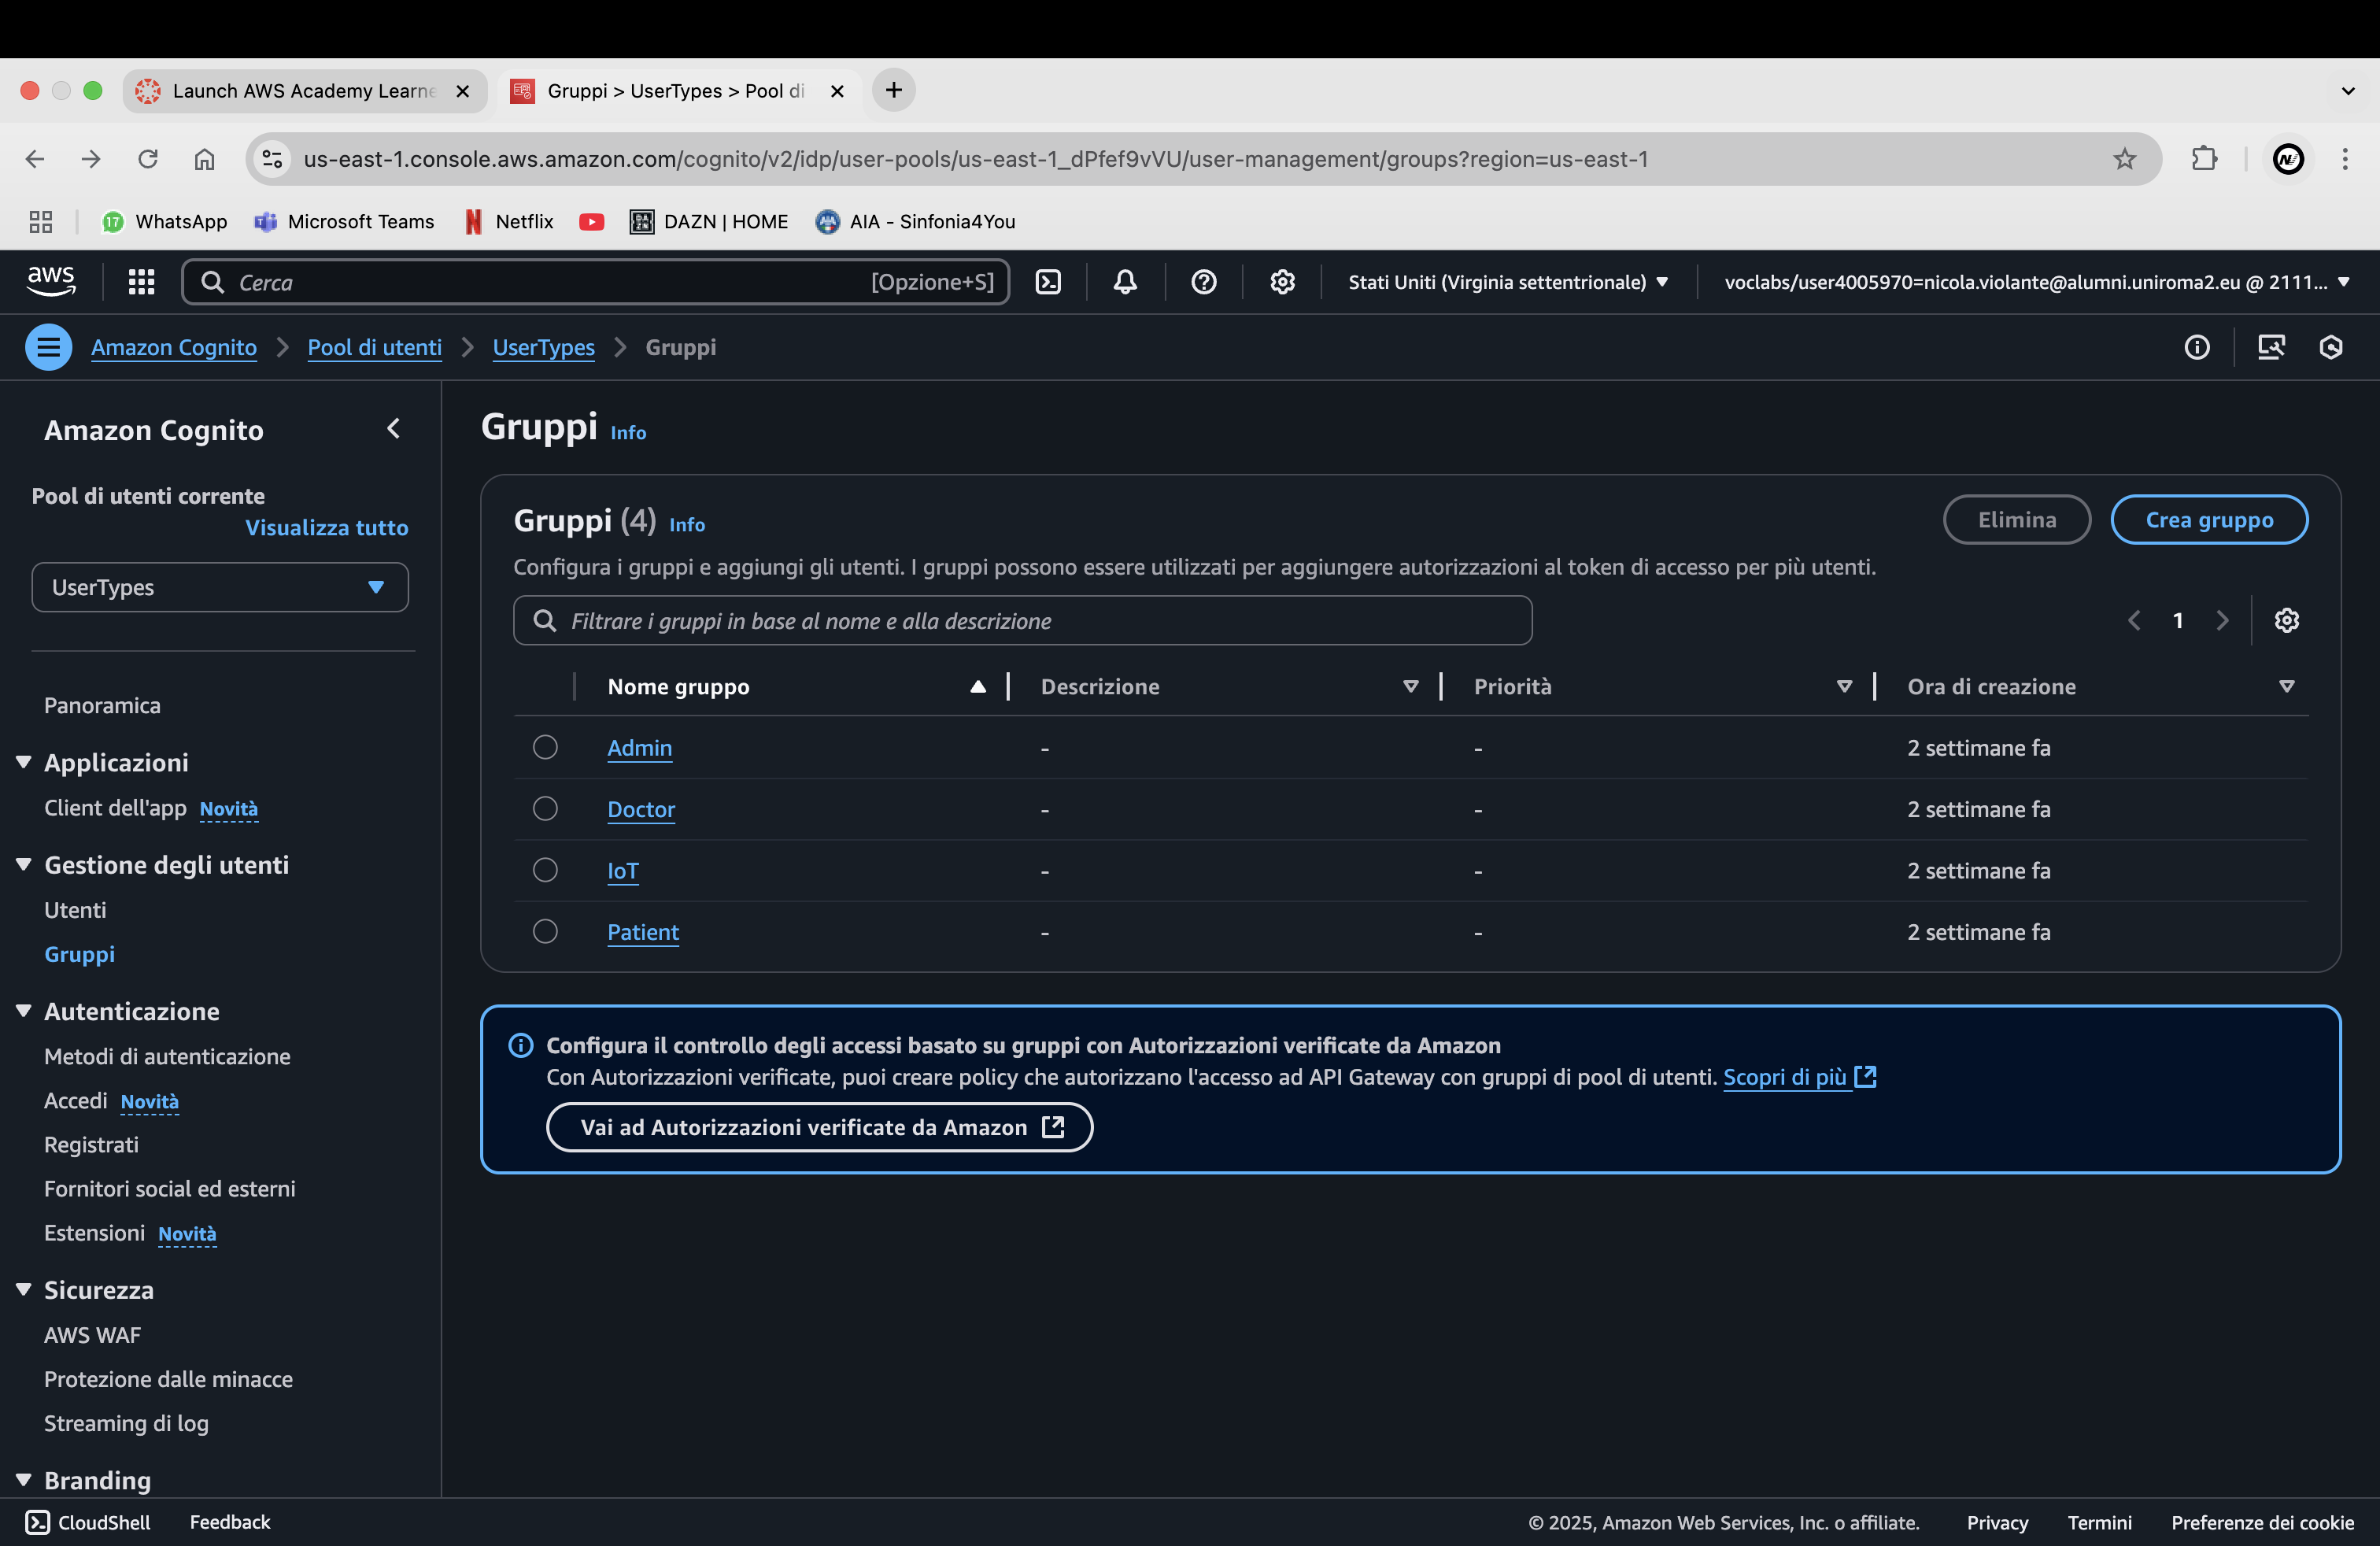 Launch AWS Academy Learne
Gruppi > UserTypes > Pool di
us-east-1.console.aws.amazon.com/cognito/v2/idp/user-pools/us-east-1_dPfef9vVU/user-management/groups?region=us-east-1
17 WhatsApp
Microsoft Teams
Netflix
DAZN | HOME
AIA - Sinfonia4You
aws
Cerca
[Opzione+S]
Stati Uniti (Virginia settentrionale)
voclabs/user4005970=nicola.violante@alumni.uniroma2.eu @ 2111...
Amazon Cognito
Pool di utenti
UserTypes
Gruppi
Amazon Cognito
Pool di utenti corrente
Visualizza tutto
UserTypes
Panoramica
Applicazioni
Client dell'app Novità
Gestione degli utenti
Utenti
Gruppi
Autenticazione
Metodi di autenticazione
Accedi Novità
Registrati
Fornitori social ed esterni
Estensioni Novità
Sicurezza
AWS WAF
Protezione dalle minacce
Streaming di log
Branding
Gruppi Info
Gruppi (4) Info
Elimina
Crea gruppo
Configura i gruppi e aggiungi gli utenti. I gruppi possono essere utilizzati per aggiungere autorizzazioni al token di accesso per più utenti.
Filtrare i gruppi in base al nome e alla descrizione
1
Nome gruppo Descrizione Priorità Ora di creazione
Admin - - 2 settimane fa
Doctor - - 2 settimane fa
IoT - - 2 settimane fa
Patient - - 2 settimane fa
Configura il controllo degli accessi basato su gruppi con Autorizzazioni verificate da Amazon
Con Autorizzazioni verificate, puoi creare policy che autorizzano l'accesso ad API Gateway con gruppi di pool di utenti. Scopri di più
Vai ad Autorizzazioni verificate da Amazon
CloudShell
Feedback
© 2025, Amazon Web Services, Inc. o affiliate.
Privacy
Termini
Preferenze dei cookie